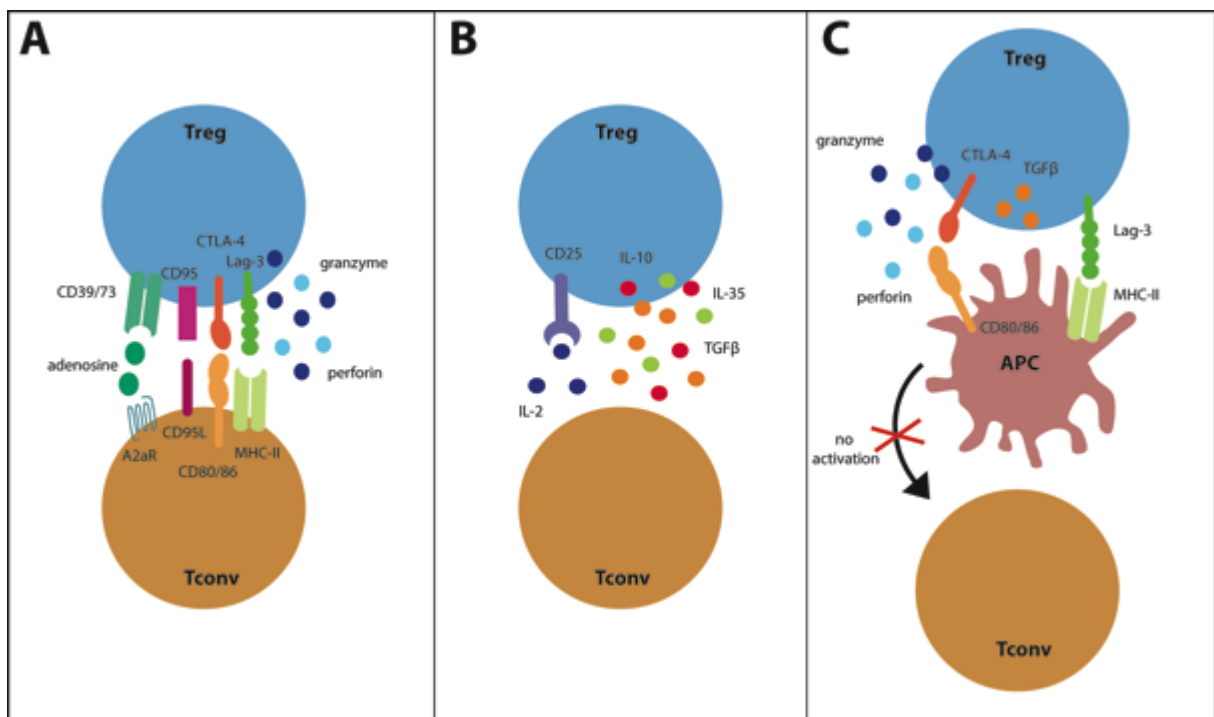 A
Treg
CTLA-4
CD95
Lag-3
granzyme
CD39/73
adenosine
perforin
CD95L
A2aR
MHC-II
CD80/86
Tconv
B
Treg
CD25
IL-10
IL-35
TGFβ
IL-2
Tconv
C
Treg
granzyme
CTLA-4
TGFβ
Lag-3
perforin
MHC-II
CD80/86
APC
no
activation
Tconv